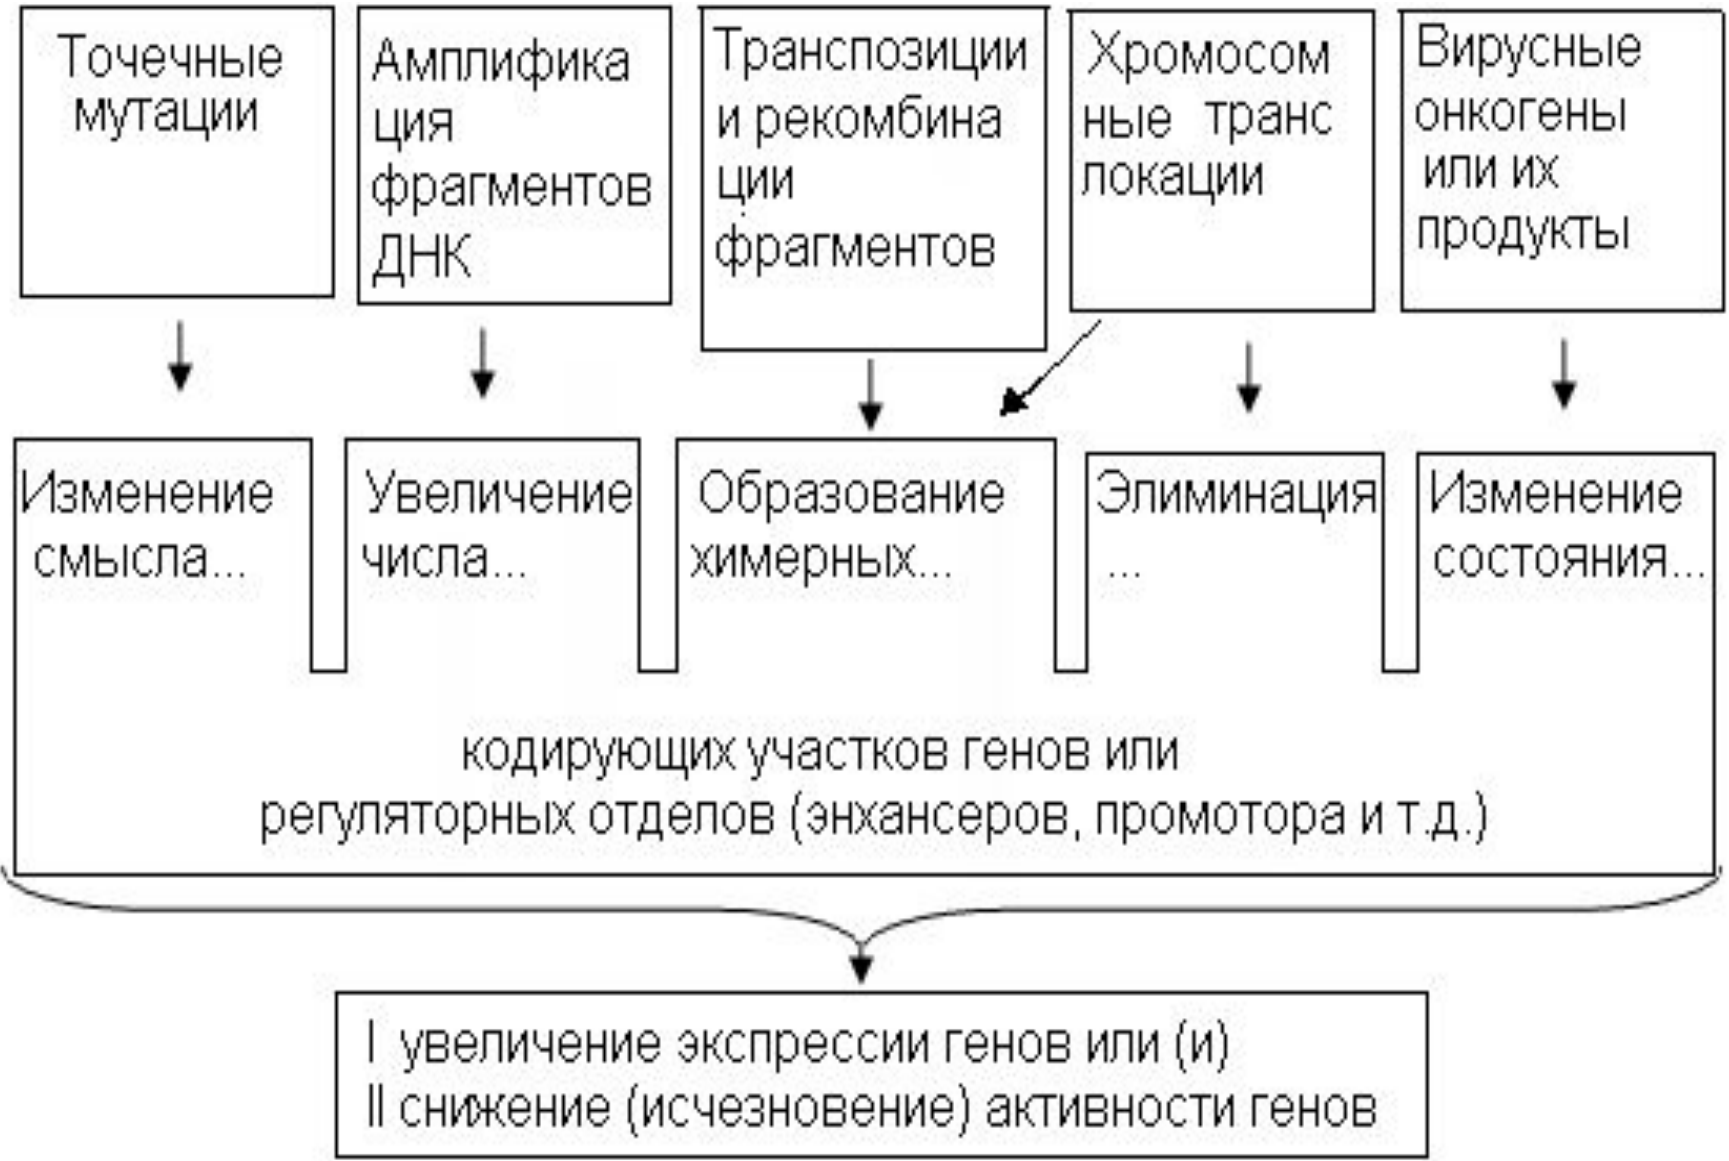 Точечные
мутации
Амплифика
ция
фрагментов
ДНК
Транспозиции
и рекомбина
ции
фрагментов
Хромосом
ные транс
локации
Вирусные
онкогены
или их
продукты
Изменение
смысла...
Увеличение
числа...
Образование
химерных...
Элиминация
...
Изменение
состояния...
кодирующих участков генов или
регуляторных отделов (энхансеров, промотора и т.д.)
I увеличение экспрессии генов или (и)
II снижение (исчезновение) активности генов